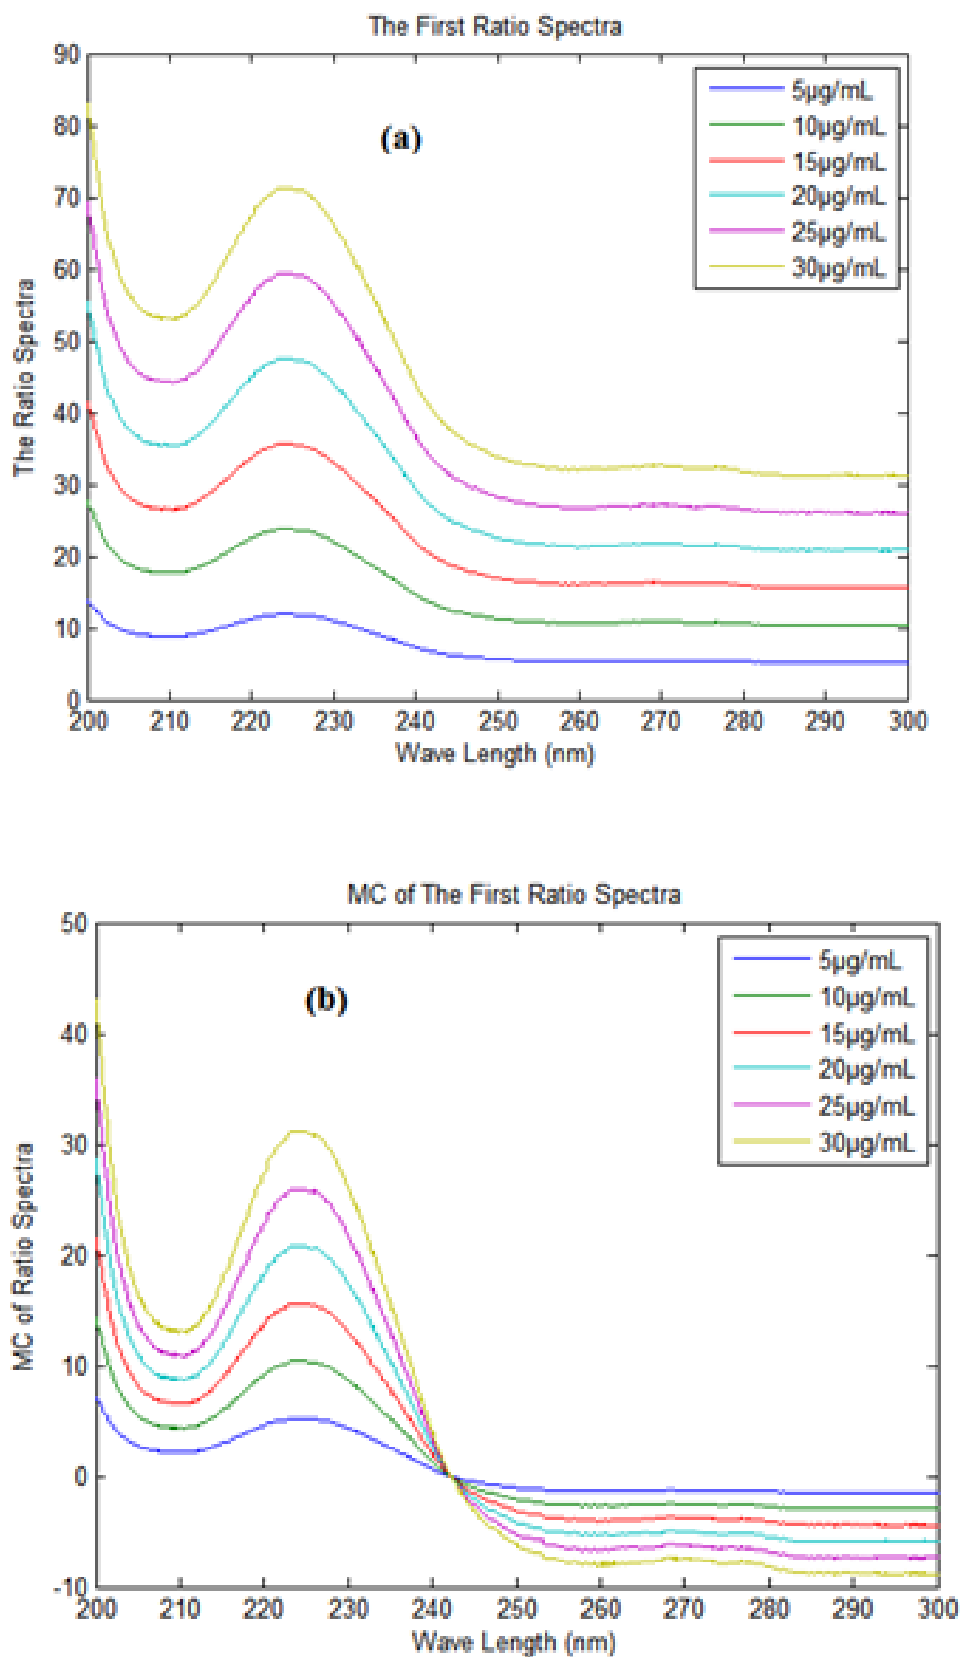 The First Ratio Spectra
90
80
70
60
50
40
30
20
10
0
The Ratio Spectra
(a)
5µg/mL
10µg/mL
15µg/mL
20µg/mL
25µg/mL
30µg/mL
200 210 220 230 240 250 260 270 280 290 300
Wave Length (nm)
MC of The First Ratio Spectra
50
40
30
20
10
0
-10
MC of Ratio Spectra
(b)
5µg/mL
10µg/mL
15µg/mL
20µg/mL
25µg/mL
30µg/mL
200 210 220 230 240 250 260 270 280 290 300
Wave Length (nm)